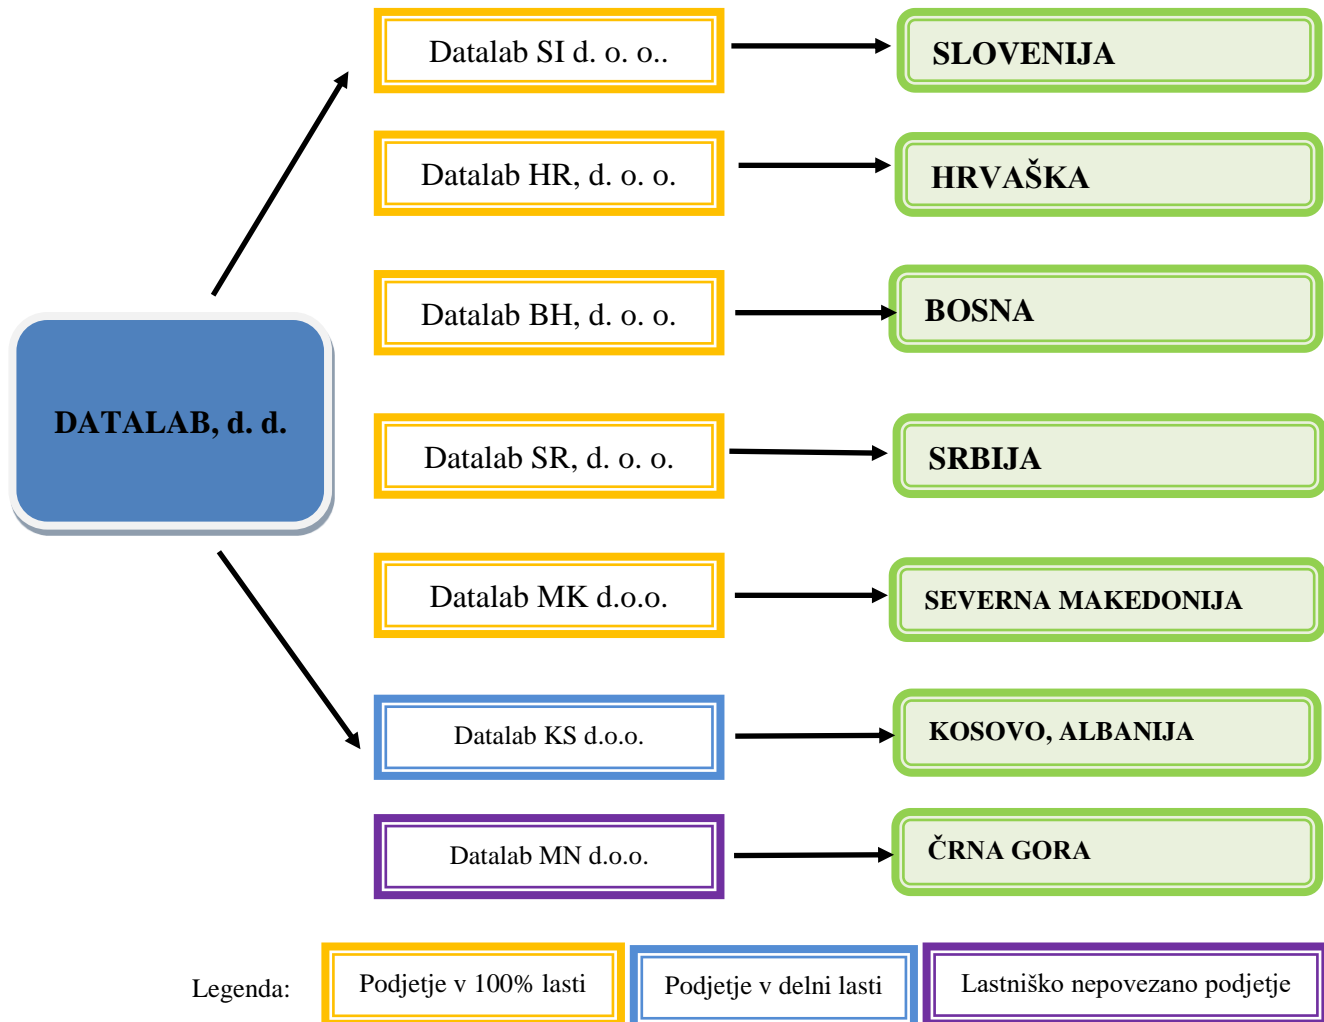 Datalab SI d. o. o..
SLOVENIJA
Datalab HR, d. o. o.
HRVAŠKA
Datalab BH, d. o. o.
BOSNA
DATALAB, d. d.
Datalab SR, d. o. o.
SRBIJA
Datalab MK d.o.o.
SEVERNA MAKEDONIJA
Datalab KS d.o.o.
KOSOVO, ALBANIJA
Datalab MN d.o.o.
ČRNA GORA
Legenda:
Podjetje v 100% lasti
Podjetje v delni lasti
Lastniško nepovezano podjetje